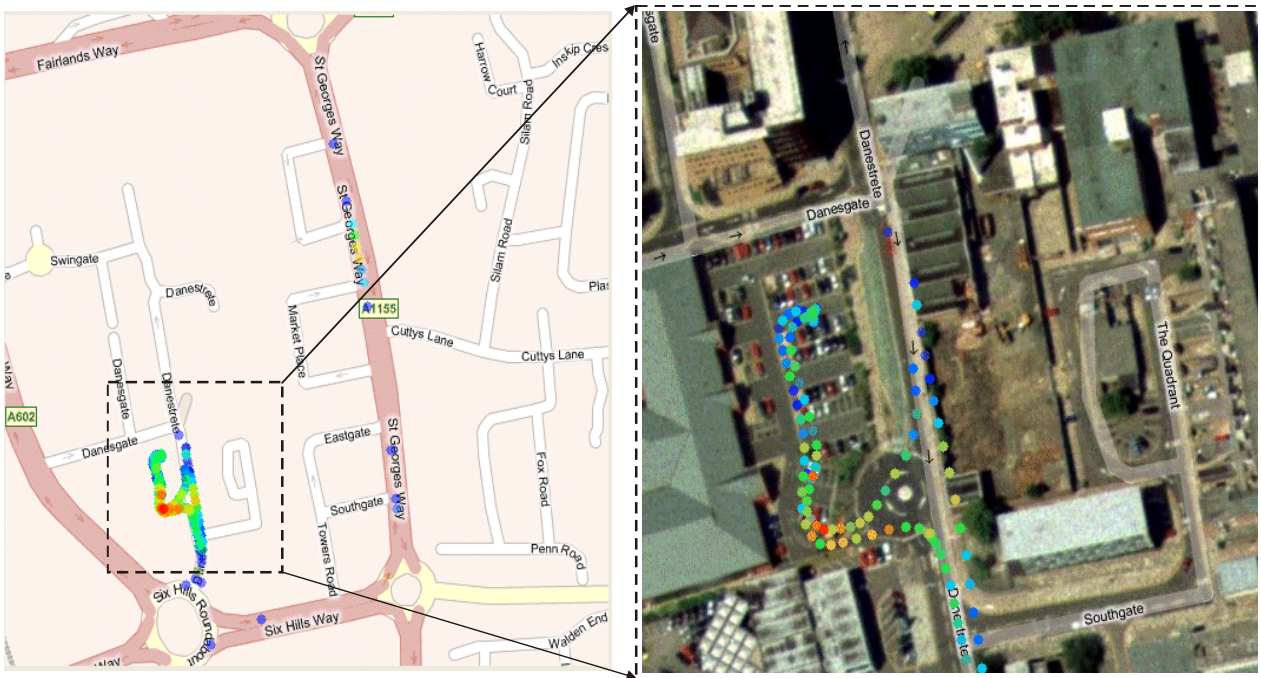 Fairlands Way
St Georges Way
Harrow
Court
Inskip Cres
Silam Road
St Georges Way
Silam Road
Swingate
Danestrete
Market Place
A1155
Cuttys Lane
Cuttys Lane
Plas
Way
A602
Danesgate
Danestrete
Danesgate
Eastgate
St Georges Way
Fox Road
Southgate
Towers Road
Penn Road
Six Hills Roundabout
Six Hills Way
Walden End
Way
sgate
Danestrete
Danesgate
The Quadrant
Danestrete
Southgate